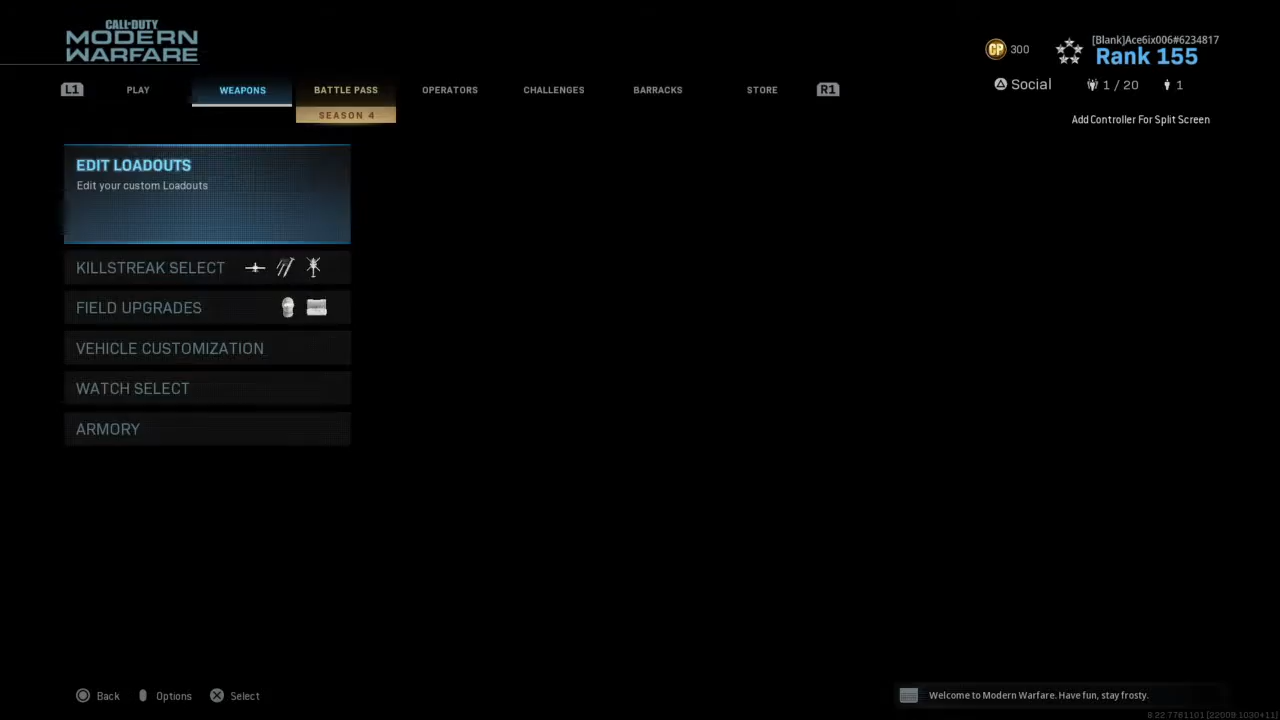 CALL OF DUTY
MODERN
WARFARE
CP 300
[Blank]Ace6ix006#6234817
Rank 155
L1 PLAY WEAPONS BATTLE PASS OPERATORS CHALLENGES BARRACKS STORE R1
SEASON 4
Social 1 / 20 1
Add Controller For Split Screen
EDIT LOADOUTS
Edit your custom Loadouts
KILLSTREAK SELECT
FIELD UPGRADES
VEHICLE CUSTOMIZATION
WATCH SELECT
ARMORY
Back Options Select
Welcome to Modern Warfare. Have fun, stay frosty.